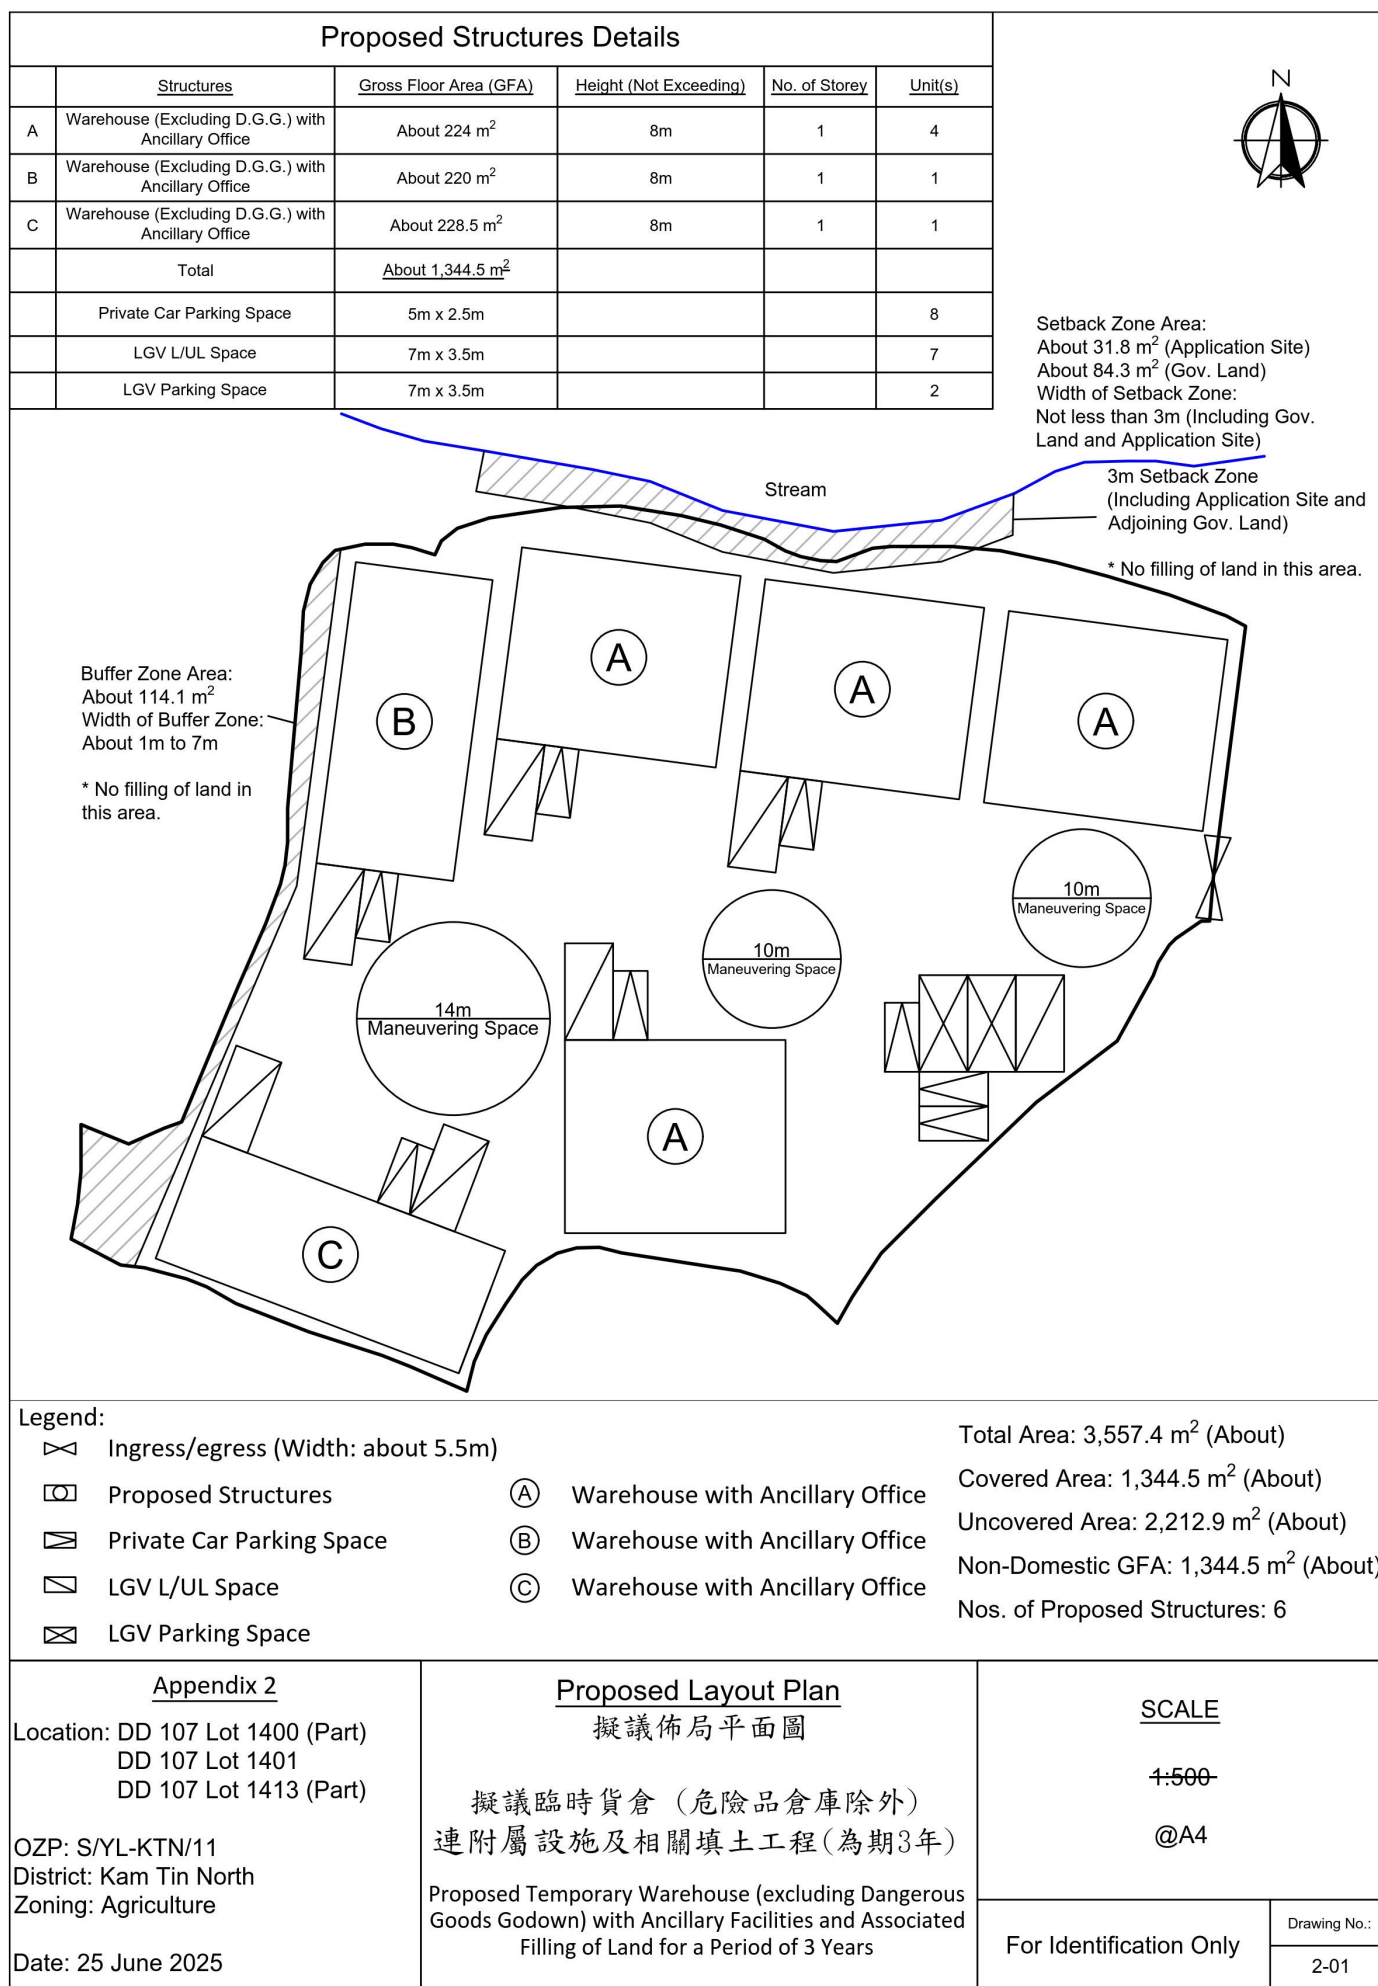 Proposed Structures Details
Structures Gross Floor Area (GFA) Height (Not Exceeding) No. of Storey Unit(s)
A Warehouse (Excluding D.G.G.) with Ancillary Office About 224 m² 8m 1 4
B Warehouse (Excluding D.G.G.) with Ancillary Office About 220 m² 8m 1 1
C Warehouse (Excluding D.G.G.) with Ancillary Office About 228.5 m² 8m 1 1
Total About 1,344.5 m²
Private Car Parking Space 5m x 2.5m 8
LGV L/UL Space 7m x 3.5m 7
LGV Parking Space 7m x 3.5m 2
N
Setback Zone Area:
About 31.8 m² (Application Site)
About 84.3 m² (Gov. Land)
Width of Setback Zone:
Not less than 3m (Including Gov.
Land and Application Site)
Stream
3m Setback Zone
(Including Application Site and
Adjoining Gov. Land)
* No filling of land in this area.
Buffer Zone Area:
About 114.1 m²
Width of Buffer Zone:
About 1m to 7m
* No filling of land in
this area.
A
A
A
B
10m
Maneuvering Space
10m
Maneuvering Space
14m
Maneuvering Space
A
C
Legend:
Ingress/egress (Width: about 5.5m)
Proposed Structures
Private Car Parking Space
LGV L/UL Space
LGV Parking Space
A Warehouse with Ancillary Office
B Warehouse with Ancillary Office
C Warehouse with Ancillary Office
Total Area: 3,557.4 m² (About)
Covered Area: 1,344.5 m² (About)
Uncovered Area: 2,212.9 m² (About)
Non-Domestic GFA: 1,344.5 m² (About)
Nos. of Proposed Structures: 6
Appendix 2
Location: DD 107 Lot 1400 (Part)
DD 107 Lot 1401
DD 107 Lot 1413 (Part)
OZP: S/YL-KTN/11
District: Kam Tin North
Zoning: Agriculture
Date: 25 June 2025
Proposed Layout Plan
擬議佈局平面圖
擬議臨時貨倉（危險品倉庫除外）
連附屬設施及相關填土工程(為期3年)
Proposed Temporary Warehouse (excluding Dangerous
Goods Godown) with Ancillary Facilities and Associated
Filling of Land for a Period of 3 Years
SCALE
1:500
@A4
For Identification Only
Drawing No.:
2-01